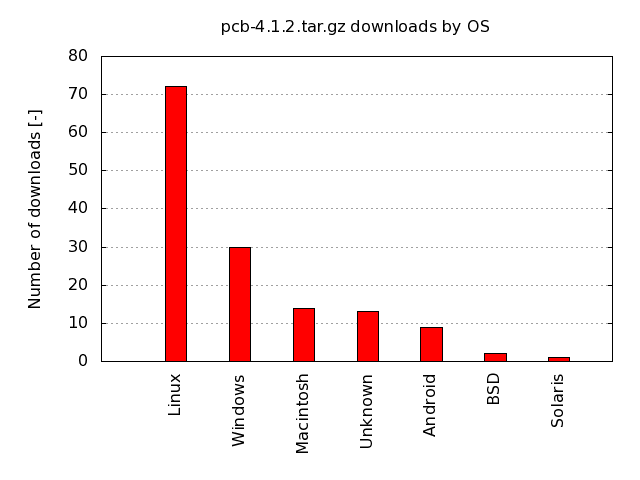 pcb-4.1.2.tar.gz downloads by OS
80
70
60
50
40
30
20
10
0
Number of downloads [-]
Linux
Windows
Macintosh
Unknown
Android
BSD
Solaris